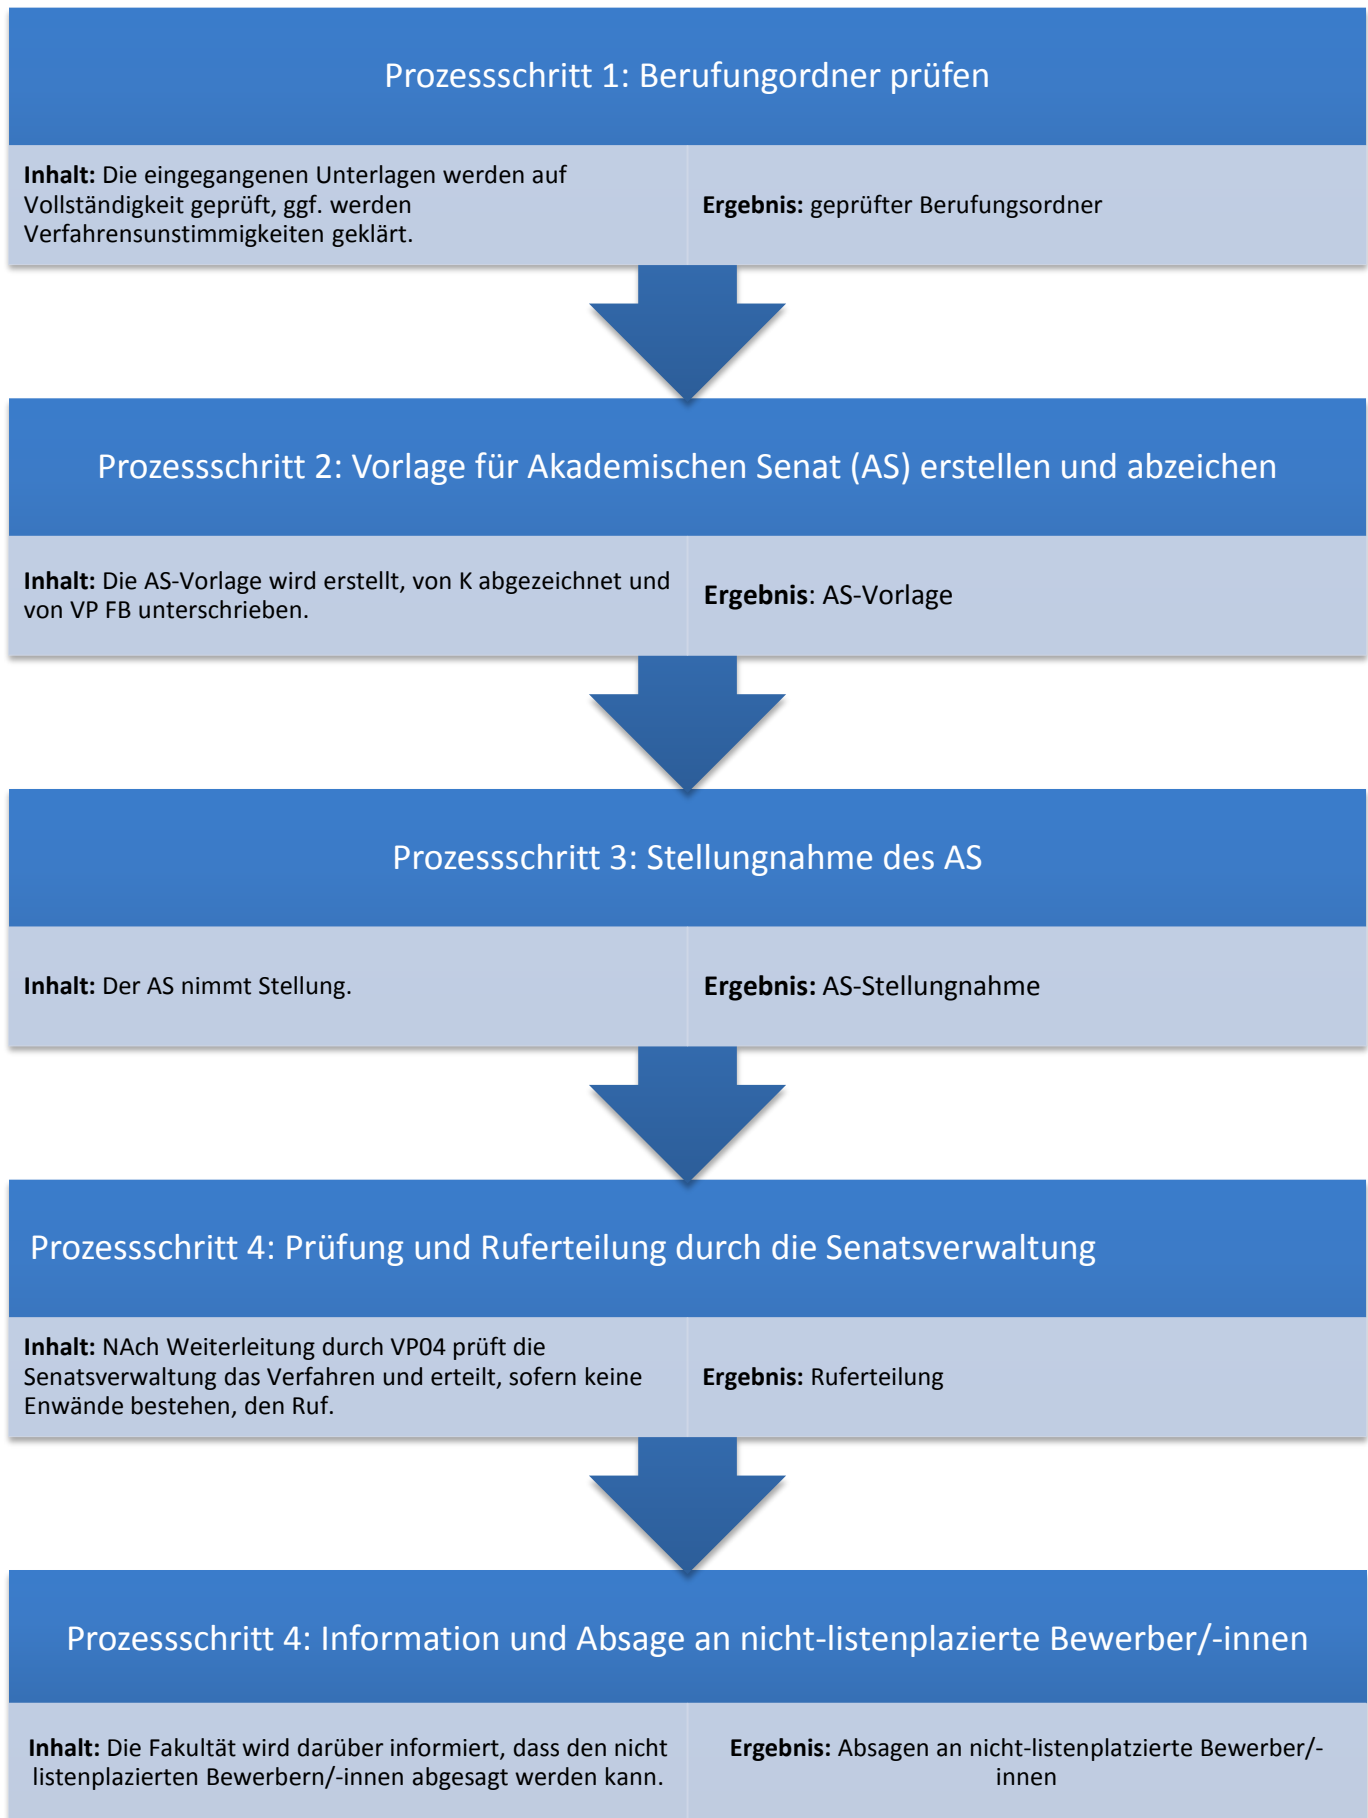 Prozessschritt 1: Berufungordner prüfen
Inhalt: Die eingegangenen Unterlagen werden auf
Vollständigkeit geprüft, ggf. werden
Verfahrensunstimmigkeiten geklärt.
Ergebnis: geprüfter Berufungsordner
Prozessschritt 2: Vorlage für Akademischen Senat (AS) erstellen und abzeichen
Inhalt: Die AS-Vorlage wird erstellt, von K abgezeichnet und
von VP FB unterschrieben.
Ergebnis: AS-Vorlage
Prozessschritt 3: Stellungnahme des AS
Inhalt: Der AS nimmt Stellung.
Ergebnis: AS-Stellungnahme
Prozessschritt 4: Prüfung und Ruferteilung durch die Senatsverwaltung
Inhalt: NAch Weiterleitung durch VP04 prüft die
Senatsverwaltung das Verfahren und erteilt, sofern keine
Enwände bestehen, den Ruf.
Ergebnis: Ruferteilung
Prozessschritt 4: Information und Absage an nicht-listenplazierte Bewerber/-innen
Inhalt: Die Fakultät wird darüber informiert, dass den nicht
listenplazierten Bewerbern/-innen abgesagt werden kann.
Ergebnis: Absagen an nicht-listenplatzierte Bewerber/-
innen